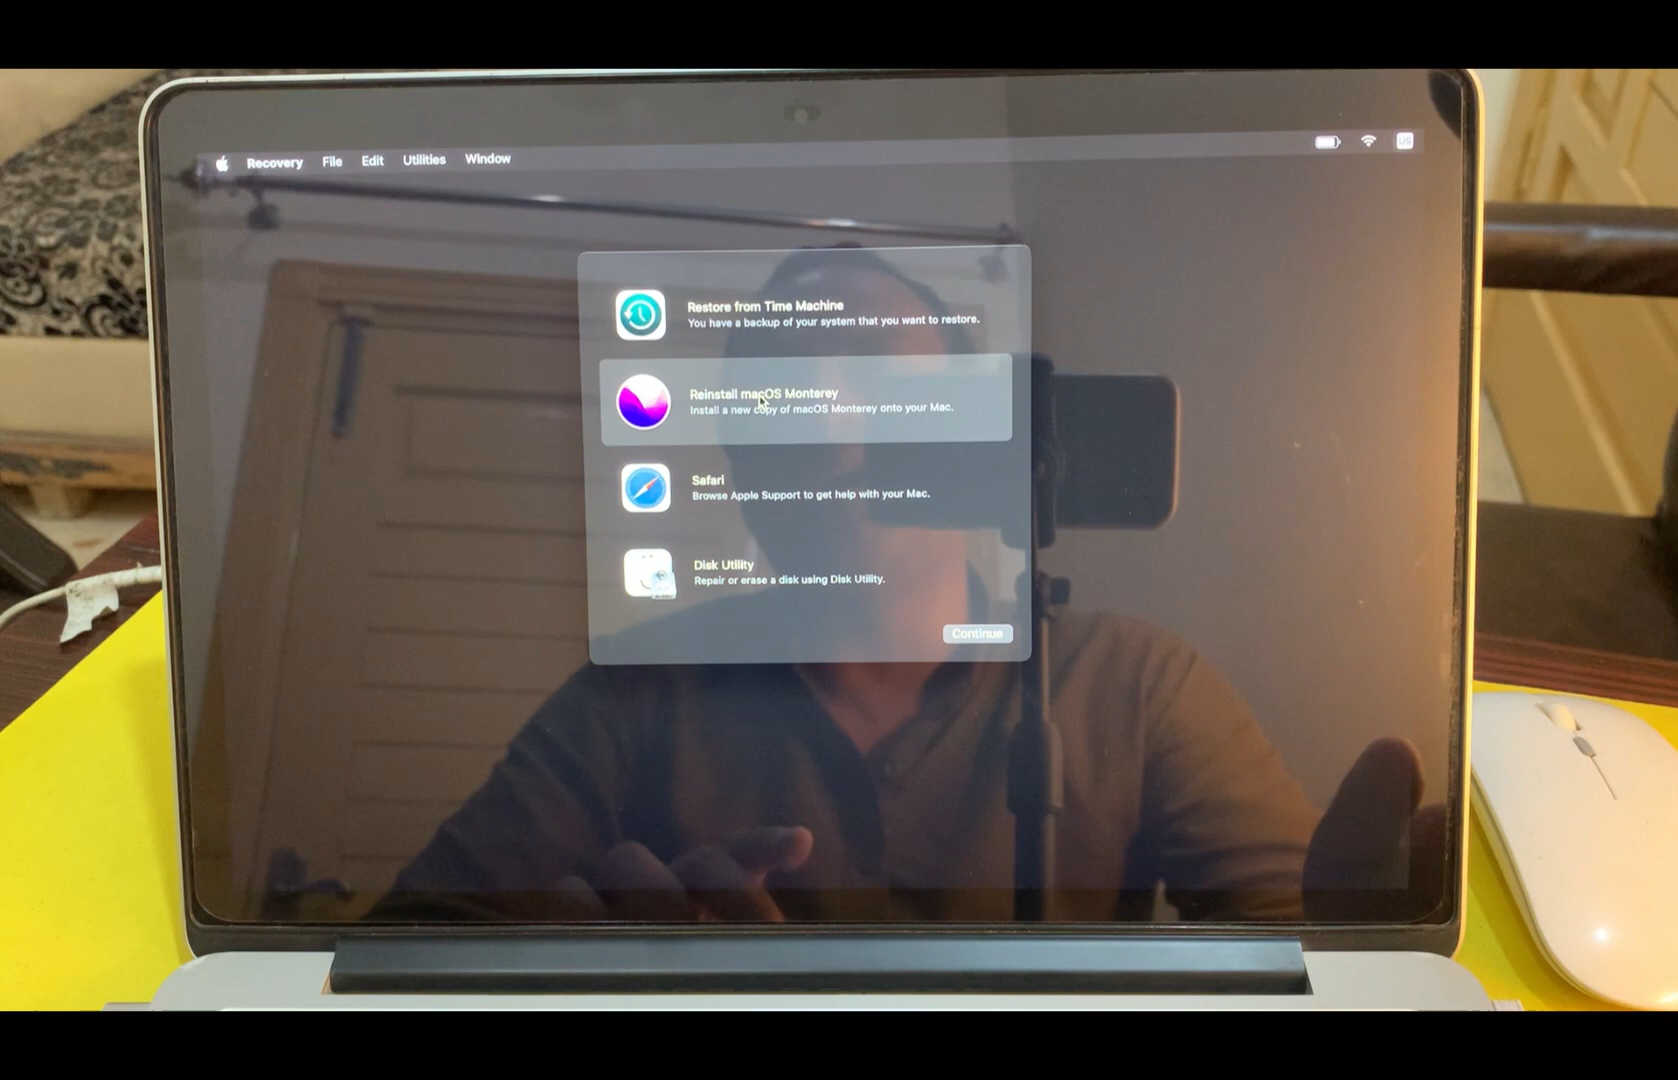 Recovery File Edit Utilities Window US
Restore from Time Machine
You have a backup of your system that you want to restore.
Reinstall macOS Monterey
Install a new copy of macOS Monterey onto your Mac.
Safari
Browse Apple Support to get help with your Mac.
Disk Utility
Repair or erase a disk using Disk Utility.
Continue